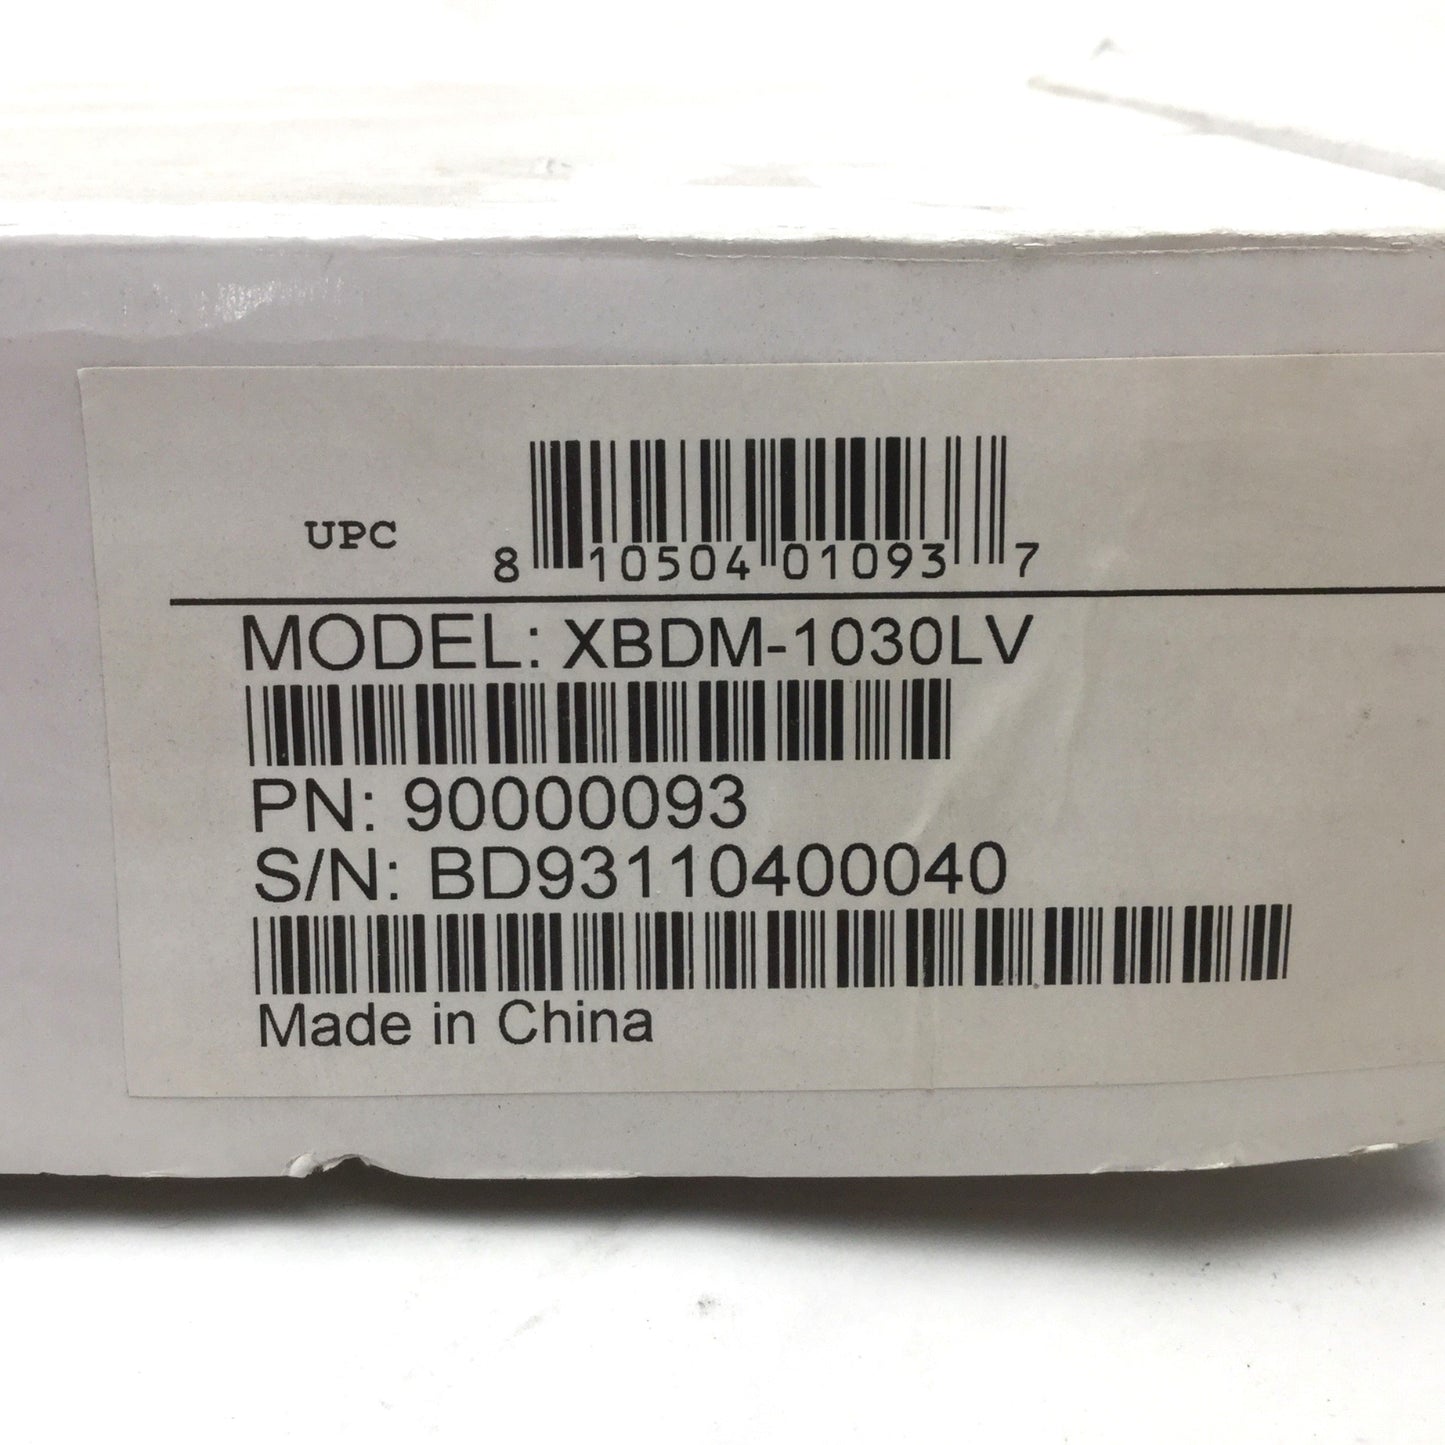 UPC 8 10504 01093 7
MODEL: XBDM-1030LV
PN: 90000093
S/N: BD93110400040
Made in China